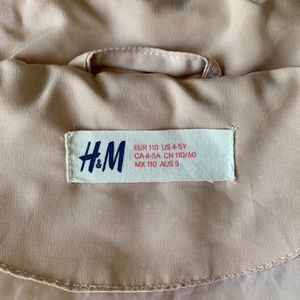 H&M
EUR 110 US 4-5Y
CA 4-5A CN 110/60
MX 110 AUS 5